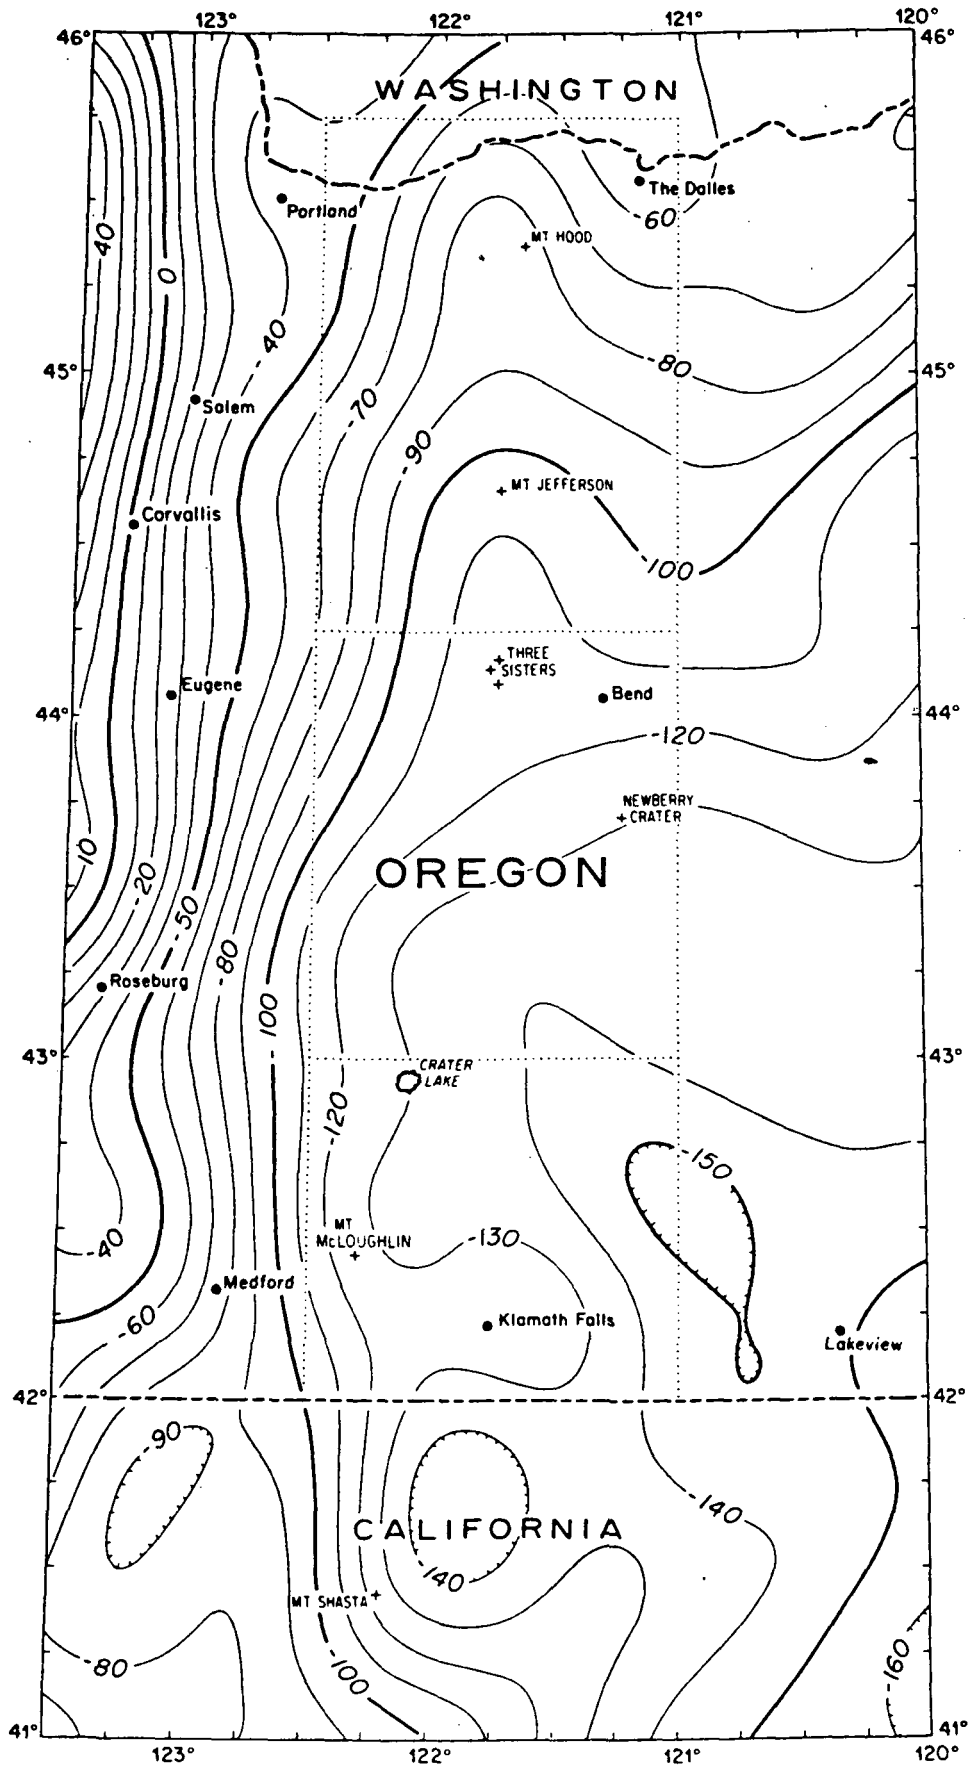 123°
122°
121°
120°
46°
46°
WASHINGTON
The Dalles
Portland
-60
MT HOOD
40
0
-40
-80
45°
45°
Salem
-70
-90
MT JEFFERSON
Corvallis
-100
THREE
SISTERS
Eugene
Bend
44°
44°
-120
NEWBERRY
CRATER
10
-20
OREGON
-50
-80
Roseburg
-100
43°
43°
CRATER
LAKE
-120
-150
MT
McLOUGHLIN
-130
-40
Medford
Klamath Falls
-60
Lakeview
42°
42°
-90
-140
CALIFORNIA
-140
MT SHASTA
-80
-100
-160
41°
41°
123°
122°
121°
120°